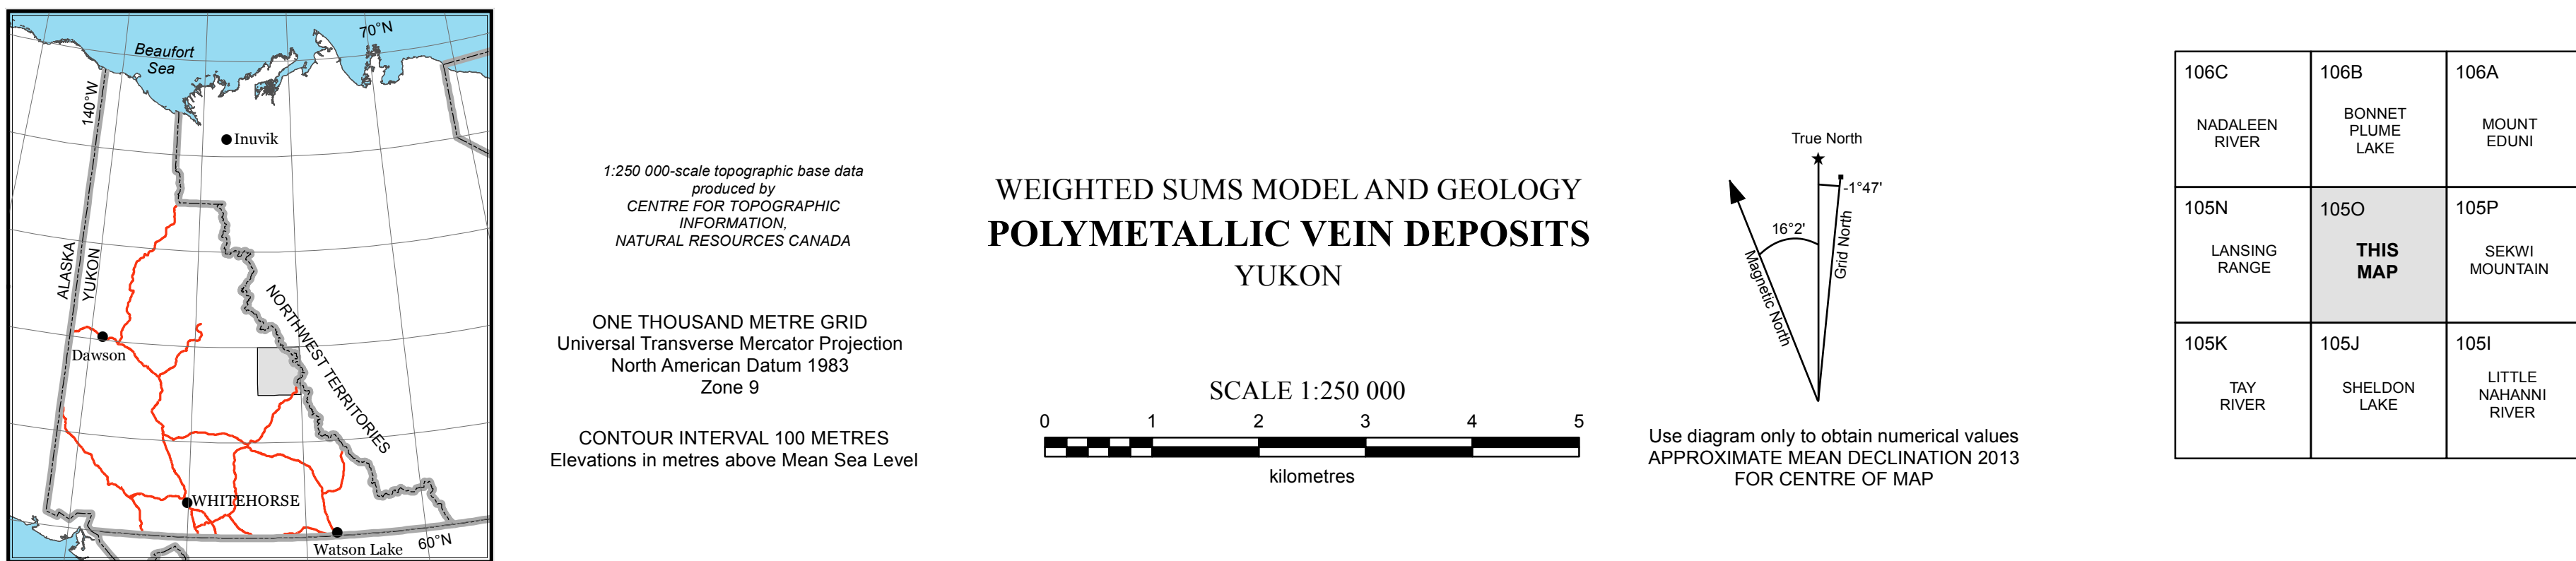 70°N
Beaufort
Sea
140°W
Inuvik
ALASKA
YUKON
NORTHWEST TERRITORIES
Dawson
WHITEHORSE
Watson Lake
60°N
1:250 000-scale topographic base data
produced by
CENTRE FOR TOPOGRAPHIC
INFORMATION,
NATURAL RESOURCES CANADA
ONE THOUSAND METRE GRID
Universal Transverse Mercator Projection
North American Datum 1983
Zone 9
CONTOUR INTERVAL 100 METRES
Elevations in metres above Mean Sea Level
WEIGHTED SUMS MODEL AND GEOLOGY
POLYMETALLIC VEIN DEPOSITS
YUKON
SCALE 1:250 000
0 1 2 3 4 5
kilometres
True North
-1°47'
16°2'
Magnetic North
Grid North
Use diagram only to obtain numerical values
APPROXIMATE MEAN DECLINATION 2013
FOR CENTRE OF MAP
106C
NADALEEN
RIVER
106B
BONNET
PLUME
LAKE
106A
MOUNT
EDUNI
105N
LANSING
RANGE
105O
THIS
MAP
105P
SEKWI
MOUNTAIN
105K
TAY
RIVER
105J
SHELDON
LAKE
105I
LITTLE
NAHANNI
RIVER